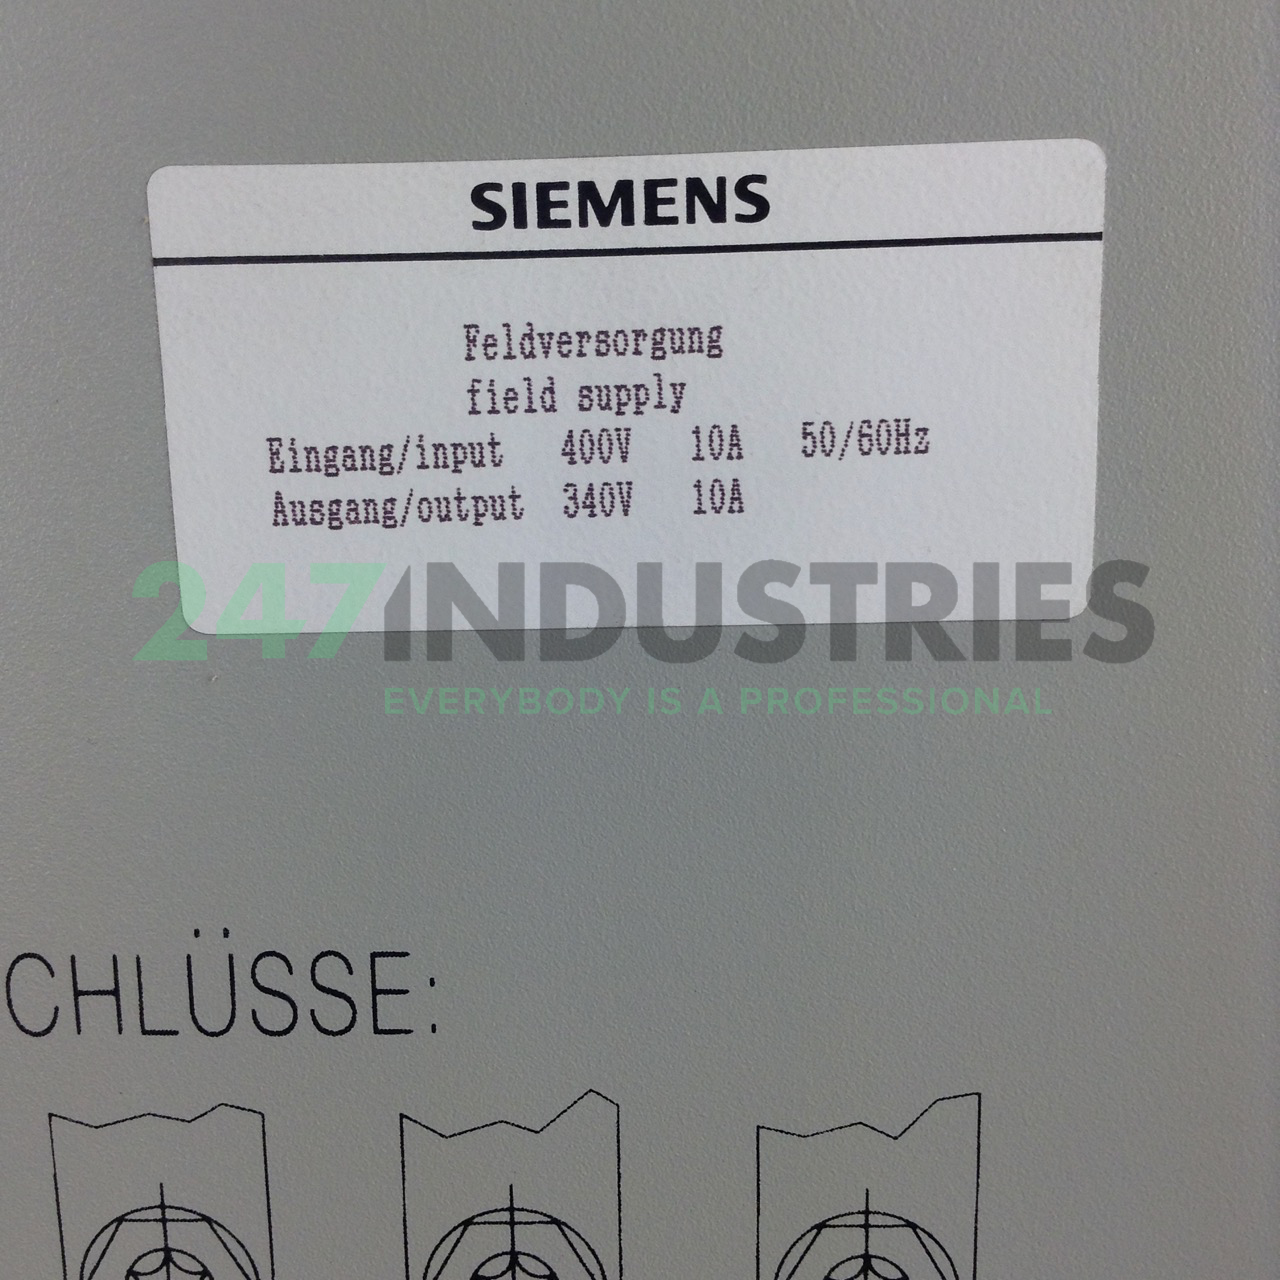 SIEMENS
Feldversorgung
field supply
Eingang/input 400V 10A 50/60Hz
Ausgang/output 340V 10A
247INDUSTRIES
EVERYBODY IS A PROFESSIONAL
CHLÜSSE: